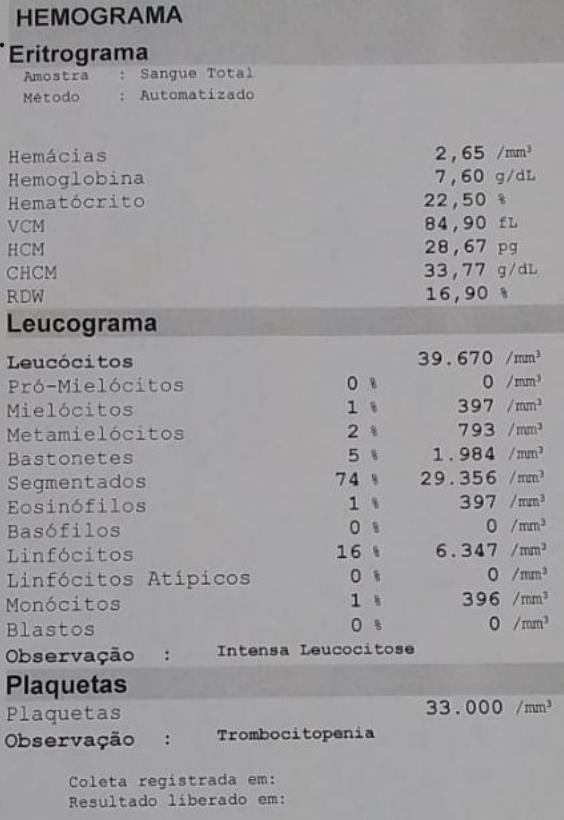 HEMOGRAMA
Eritrograma
Amostra : Sangue Total
Método : Automatizado
Hemácias 2,65 /mm³
Hemoglobina 7,60 g/dL
Hematócrito 22,50 %
VCM 84,90 fL
HCM 28,67 pg
CHCM 33,77 g/dL
RDW 16,90 %
Leucograma
Leucócitos 39.670 /mm³
Pró-Mielócitos 0 % 0 /mm³
Mielócitos 1 % 397 /mm³
Metamielócitos 2 % 793 /mm³
Bastonetes 5 % 1.984 /mm³
Segmentados 74 % 29.356 /mm³
Eosinófilos 1 % 397 /mm³
Basófilos 0 % 0 /mm³
Linfócitos 16 % 6.347 /mm³
Linfócitos Atípicos 0 % 0 /mm³
Monócitos 1 % 396 /mm³
Blastos 0 % 0 /mm³
Observação : Intensa Leucocitose
Plaquetas
Plaquetas 33.000 /mm³
Observação : Trombocitopenia
Coleta registrada em:
Resultado liberado em: